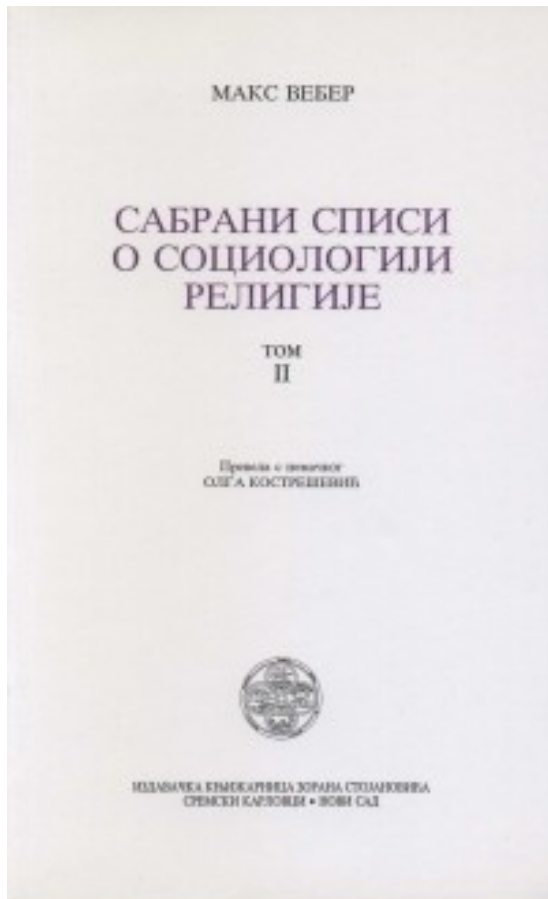 МАКС ВЕБЕР
САБРАНИ СПИСИ
О СОЦИОЛОГИЈИ
РЕЛИГИЈЕ
ТОМ
II
Превела с немачког
ОЛГА КОСТРЕШЕВИЋ
ИЗДАВАЧКА КЊИЖАРНИЦА ЗОРАНА СТОЈАНОВИЋА
СРЕМСКИ КАРЛОВЦИ • НОВИ САД